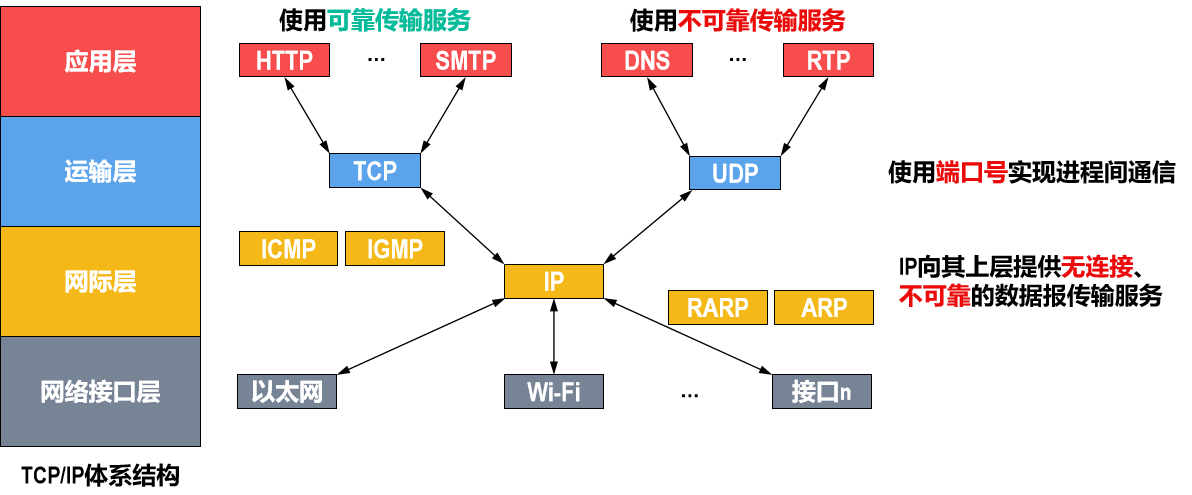 使用可靠传输服务 使用不可靠传输服务
应用层 HTTP ... SMTP DNS ... RTP
运输层 TCP UDP 使用端口号实现进程间通信
ICMP IGMP
网际层 IP IP向其上层提供无连接、
不可靠的数据报传输服务
RARP ARP
网络接口层 以太网 Wi-Fi ... 接口n
TCP/IP体系结构